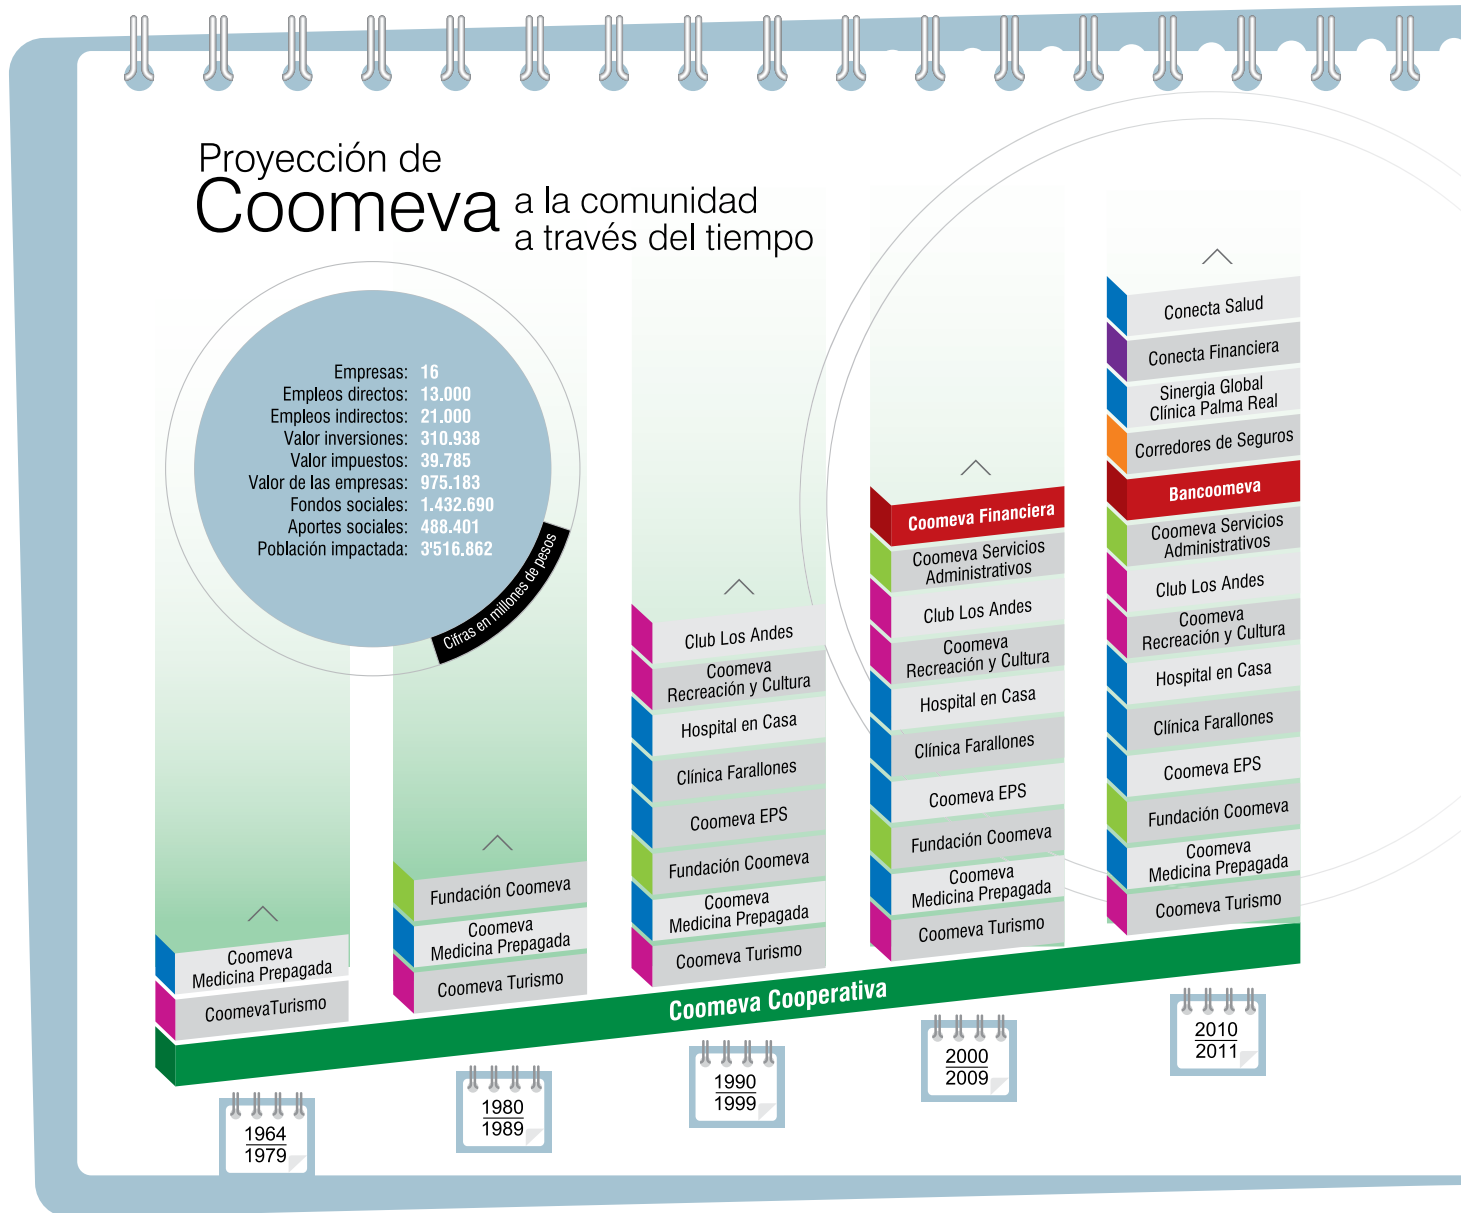 Proyección de
Coomeva
a la comunidad
a través del tiempo
Empresas: 16
Empleos directos: 13.000
Empleos indirectos: 21.000
Valor inversiones: 310.938
Valor impuestos: 39.785
Valor de las empresas: 975.183
Fondos sociales: 1.432.690
Aportes sociales: 488.401
Población impactada: 3'516.862
Cifras en millones de pesos
Coomeva
Medicina Prepagada
CoomevaTurismo
Fundación Coomeva
Coomeva
Medicina Prepagada
Coomeva Turismo
Club Los Andes
Coomeva
Recreación y Cultura
Hospital en Casa
Clínica Farallones
Coomeva EPS
Fundación Coomeva
Coomeva
Medicina Prepagada
Coomeva Turismo
Coomeva Financiera
Coomeva Servicios
Administrativos
Club Los Andes
Coomeva
Recreación y Cultura
Hospital en Casa
Clínica Farallones
Coomeva EPS
Fundación Coomeva
Coomeva
Medicina Prepagada
Coomeva Turismo
Conecta Salud
Conecta Financiera
Sinergia Global
Clínica Palma Real
Corredores de Seguros
Bancoomeva
Coomeva Servicios
Administrativos
Club Los Andes
Coomeva
Recreación y Cultura
Hospital en Casa
Clínica Farallones
Coomeva EPS
Fundación Coomeva
Coomeva
Medicina Prepagada
Coomeva Turismo
Coomeva Cooperativa
1964
1979
1980
1989
1990
1999
2000
2009
2010
2011